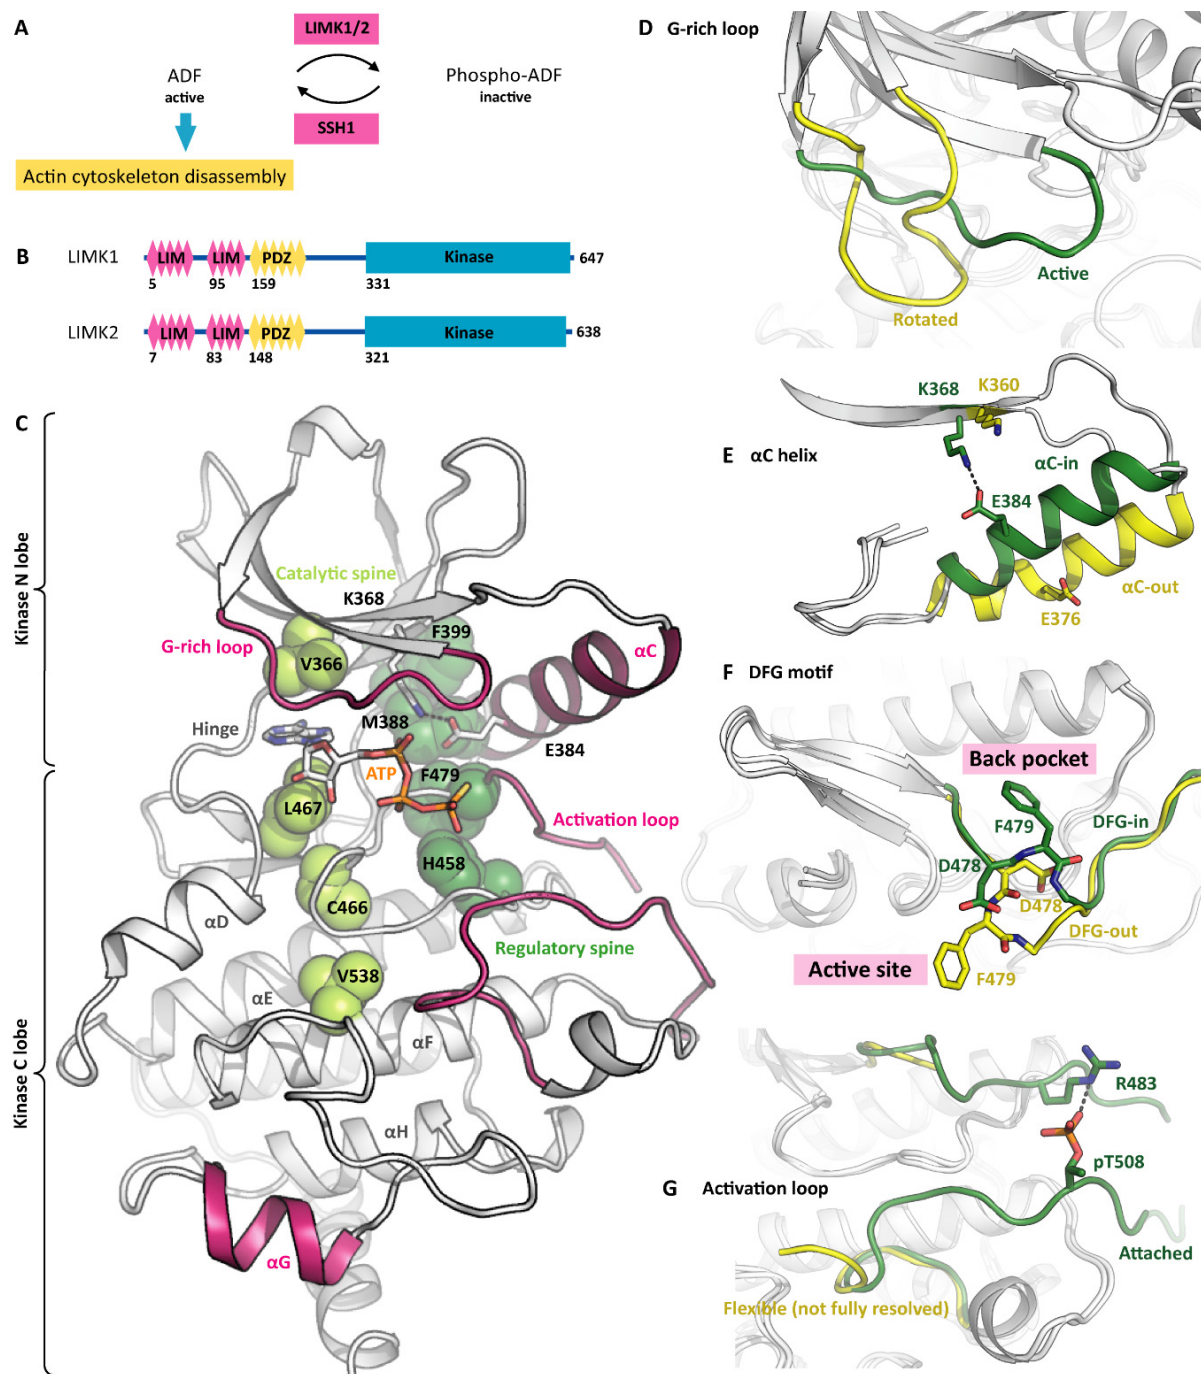 A
LIMK1/2
ADF
active
Phospho-ADF
inactive
SSH1
Actin cytoskeleton disassembly
B
LIMK1
LIM
LIM
PDZ
Kinase
647
5
95
159
331
LIMK2
LIM
LIM
PDZ
Kinase
638
7
83
148
321
C
Kinase N lobe
Kinase C lobe
Catalytic spine
K368
G-rich loop
V366
F399
αC
Hinge
M388
E384
ATP
F479
L467
Activation loop
H458
C466
αD
Regulatory spine
V538
αE
αF
αH
αG
D G-rich loop
Active
Rotated
K368
K360
E αC helix
αC-in
E384
αC-out
E376
F DFG motif
Back pocket
F479
DFG-in
D478
D478
DFG-out
Active site
F479
R483
pT508
G Activation loop
Attached
Flexible (not fully resolved)